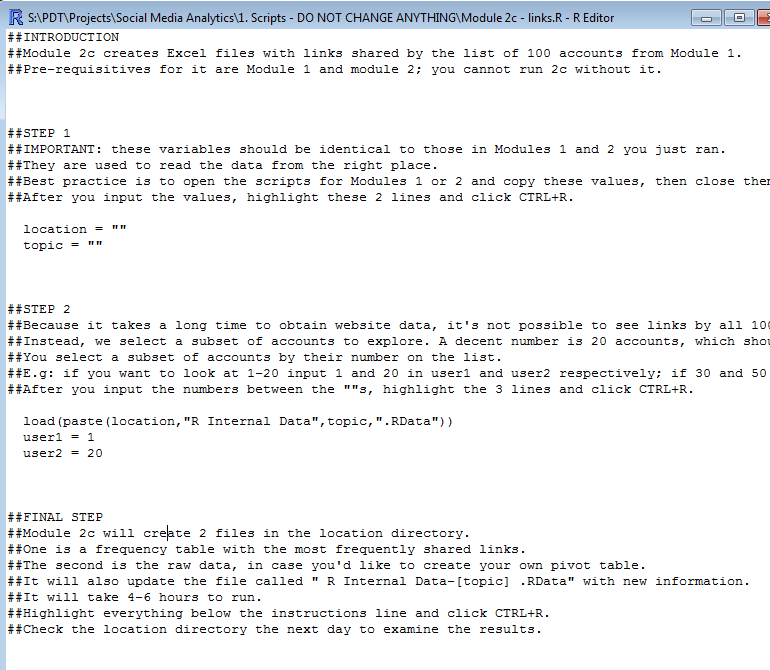 S:\PDT\Projects\Social Media Analytics\1. Scripts - DO NOT CHANGE ANYTHING\Module 2c - links.R - R Editor
##INTRODUCTION
##Module 2c creates Excel files with links shared by the list of 100 accounts from Module 1.
##Pre-requisitives for it are Module 1 and module 2; you cannot run 2c without it.
##STEP 1
##IMPORTANT: these variables should be identical to those in Modules 1 and 2 you just ran.
##They are used to read the data from the right place.
##Best practice is to open the scripts for Modules 1 or 2 and copy these values, then close
##After you input the values, highlight these 2 lines and click CTRL+R.
location = ""
topic = ""
##STEP 2
##Because it takes a long time to obtain website data, it's not possible to see links by all
##Instead, we select a subset of accounts to explore. A decent number is 20 accounts, which
##You select a subset of accounts by their number on the list.
##E.g: if you want to look at 1-20 input 1 and 20 in user1 and user2 respectively; if 30 and 50
##After you input the numbers between the ""s, highlight the 3 lines and click CTRL+R.
load(paste(location,"R Internal Data",topic,".RData"))
user1 = 1
user2 = 20
##FINAL STEP
##Module 2c will create 2 files in the location directory.
##One is a frequency table with the most frequently shared links.
##The second is the raw data, in case you'd like to create your own pivot table.
##It will also update the file called " R Internal Data-[topic] .RData" with new information.
##It will take 4-6 hours to run.
##Highlight everything below the instructions line and click CTRL+R.
##Check the location directory the next day to examine the results.